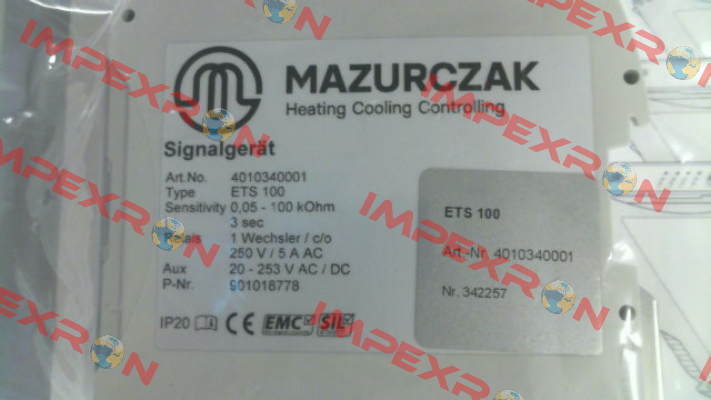 MAZURCZAK
Heating Cooling Controlling
Signalgerät
Art.No. 4010340001
Type ETS 100
Sensitivity 0,05 - 100 kOhm
3 sec
Relais 1 Wechsler / c/o
250 V / 5 A AC
Aux 20 - 253 V AC / DC
P-Nr. 901018778
IP20 CE EMC SIL
ETS 100
Art.-Nr. 4010340001
Nr. 342257
IMPEXRON
IMPEXRON
IMPEXRON
IMPEXRON
IMPEXRON